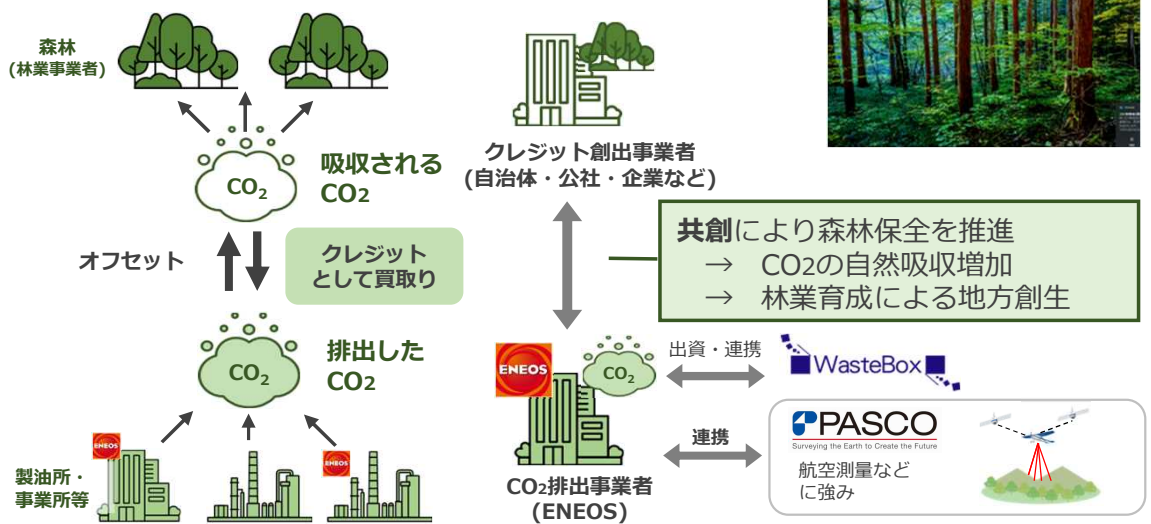 森林
(林業事業者)
CO2
吸収される
CO2
オフセット
クレジット
として買取り
CO2
排出した
CO2
ENEOS
ENEOS
製油所・
事業所等
クレジット創出事業者
(自治体・公社・企業など)
共創により森林保全を推進
→ CO2の自然吸収増加
→ 林業育成による地方創生
ENEOS
CO2
出資・連携
WasteBox
連携
PASCO
Surveying the Earth to Create the Future
航空測量など
に強み
CO2排出事業者
(ENEOS)